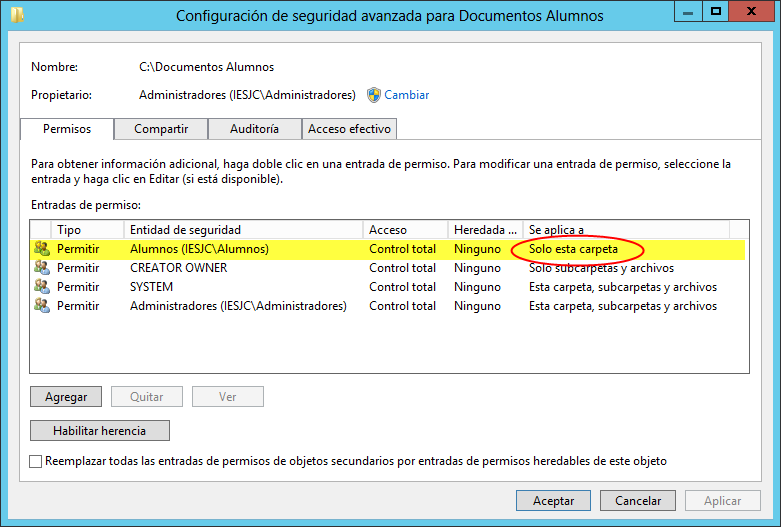 Configuración de seguridad avanzada para Documentos Alumnos
Nombre: C:\Documentos Alumnos
Propietario: Administradores (IESJC\Administradores) Cambiar
Permisos Compartir Auditoría Acceso efectivo
Para obtener información adicional, haga doble clic en una entrada de permiso. Para modificar una entrada de permiso, seleccione la
entrada y haga clic en Editar (si está disponible).
Entradas de permiso:
Tipo Entidad de seguridad Acceso Heredada ... Se aplica a
Permitir Alumnos (IESJC\Alumnos) Control total Ninguno Solo esta carpeta
Permitir CREATOR OWNER Control total Ninguno Solo subcarpetas y archivos
Permitir SYSTEM Control total Ninguno Esta carpeta, subcarpetas y archivos
Permitir Administradores (IESJC\Administradores) Control total Ninguno Esta carpeta, subcarpetas y archivos
Agregar Quitar Ver
Habilitar herencia
Reemplazar todas las entradas de permisos de objetos secundarios por entradas de permisos heredables de este objeto
Aceptar Cancelar Aplicar